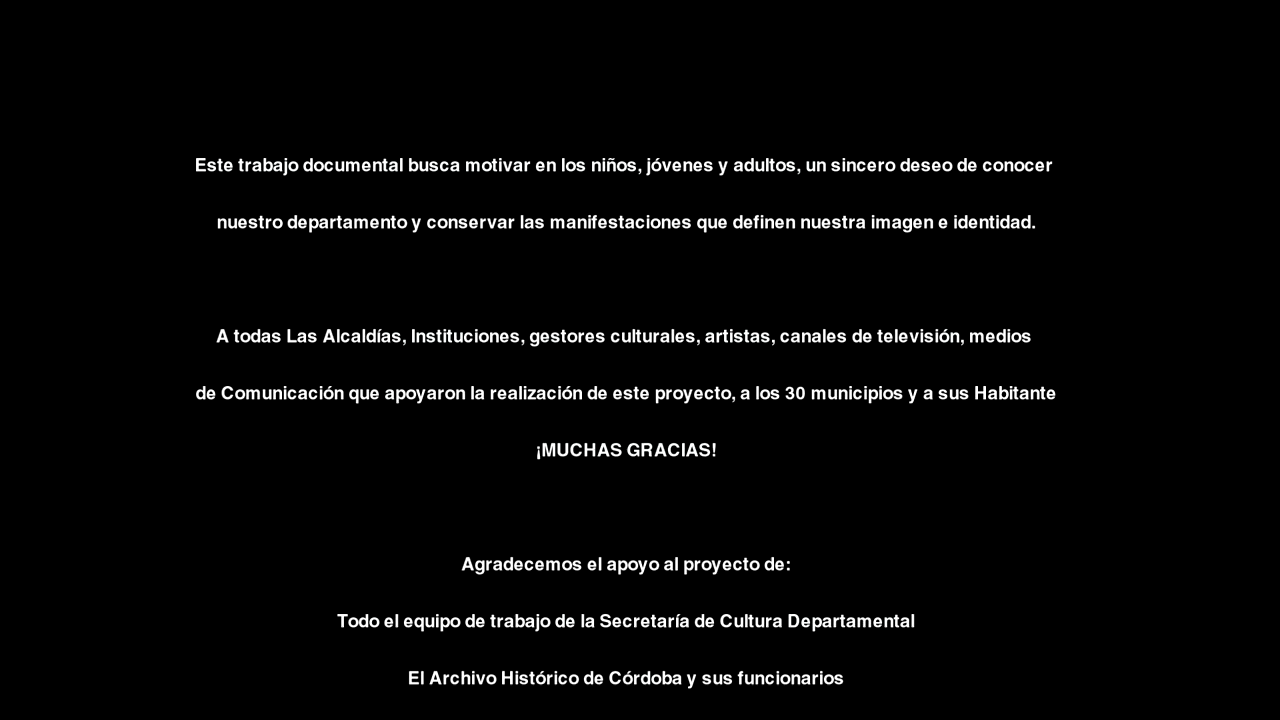 Este trabajo documental busca motivar en los niños, jóvenes y adultos, un sincero deseo de conocer
nuestro departamento y conservar las manifestaciones que definen nuestra imagen e identidad.
A todas Las Alcaldías, Instituciones, gestores culturales, artistas, canales de televisión, medios
de Comunicación que apoyaron la realización de este proyecto, a los 30 municipios y a sus Habitante
¡MUCHAS GRACIAS!
Agradecemos el apoyo al proyecto de:
Todo el equipo de trabajo de la Secretaría de Cultura Departamental
El Archivo Histórico de Córdoba y sus funcionarios